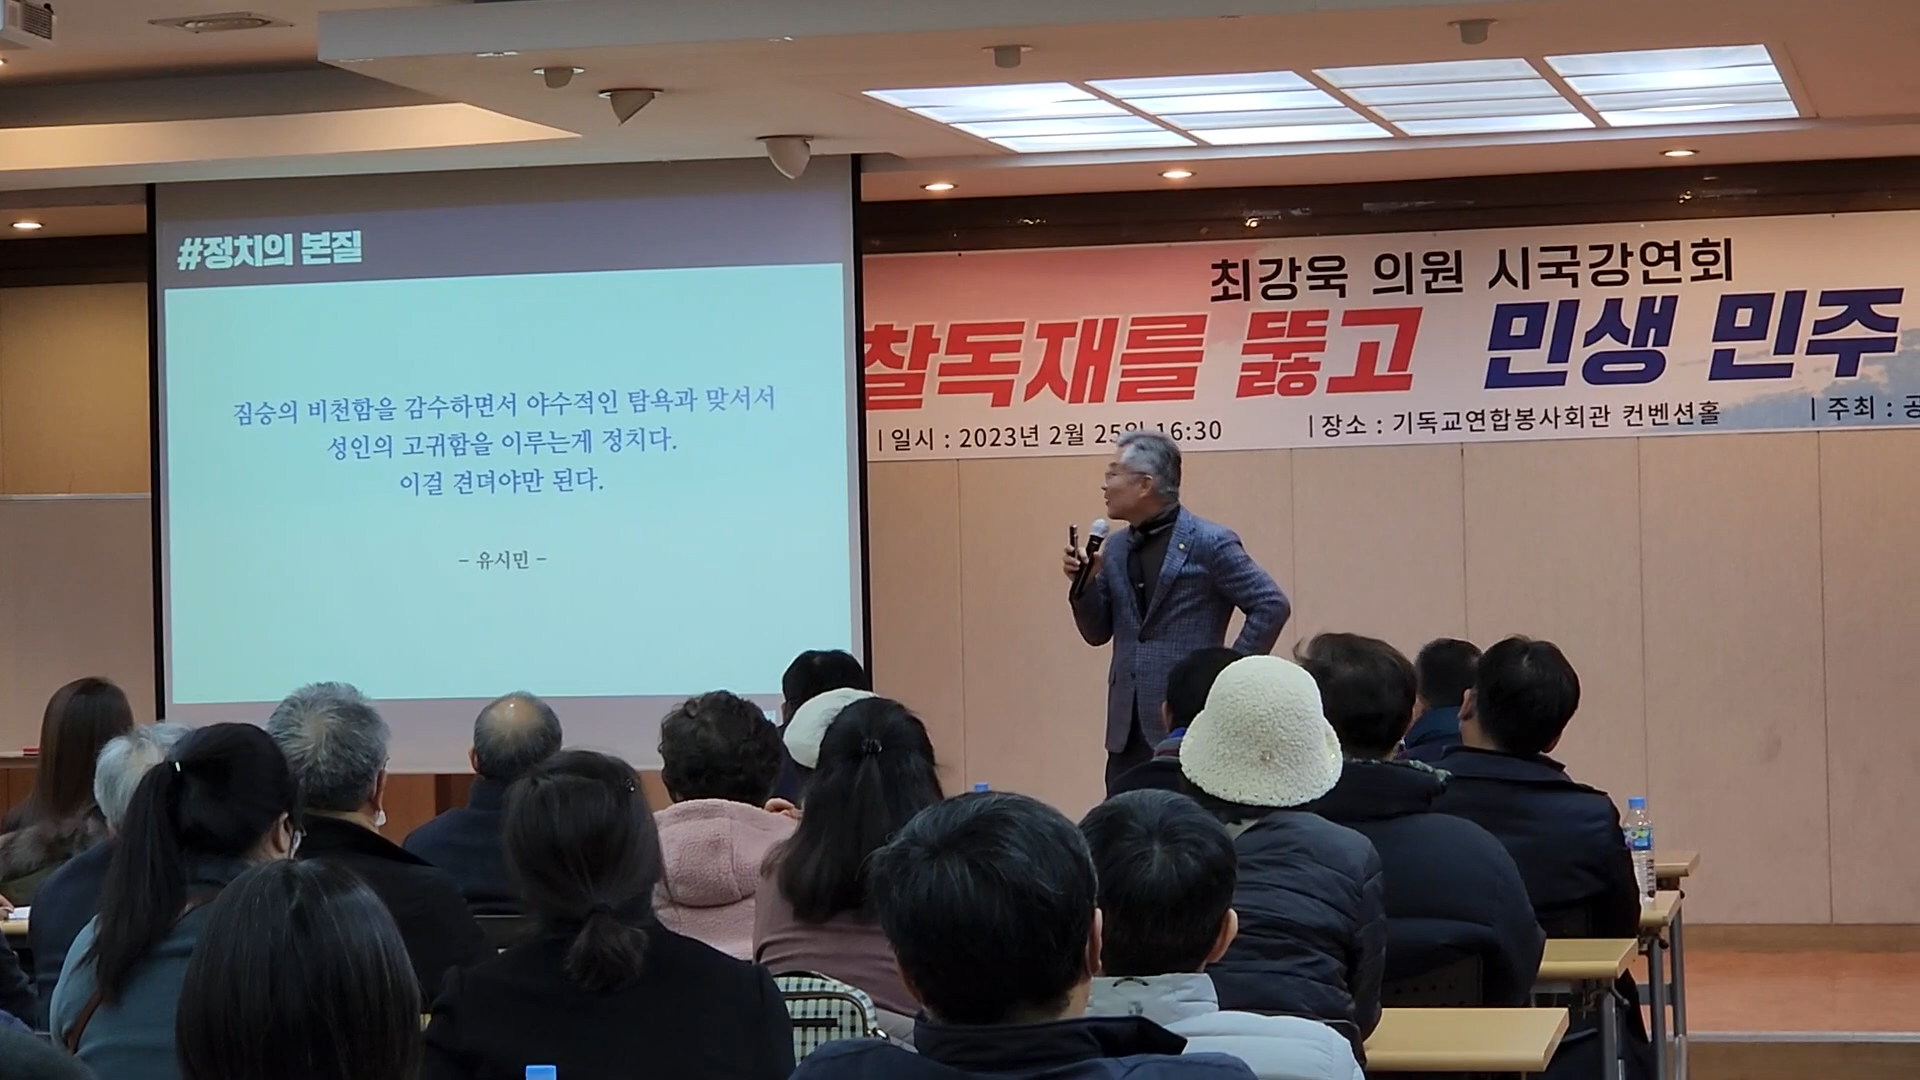 #정치의 본질
짐승의 비천함을 감수하면서 야수적인 탐욕과 맞서서
성인의 고귀함을 이루는게 정치다.
이걸 견뎌야만 된다.
- 유시민 -
최강욱 의원 시국강연회
찰독재를 뚫고 민생 민주
| 일시 : 2023년 2월 25일 16:30
| 장소 : 기독교연합봉사회관 컨벤션홀
| 주최 : 공